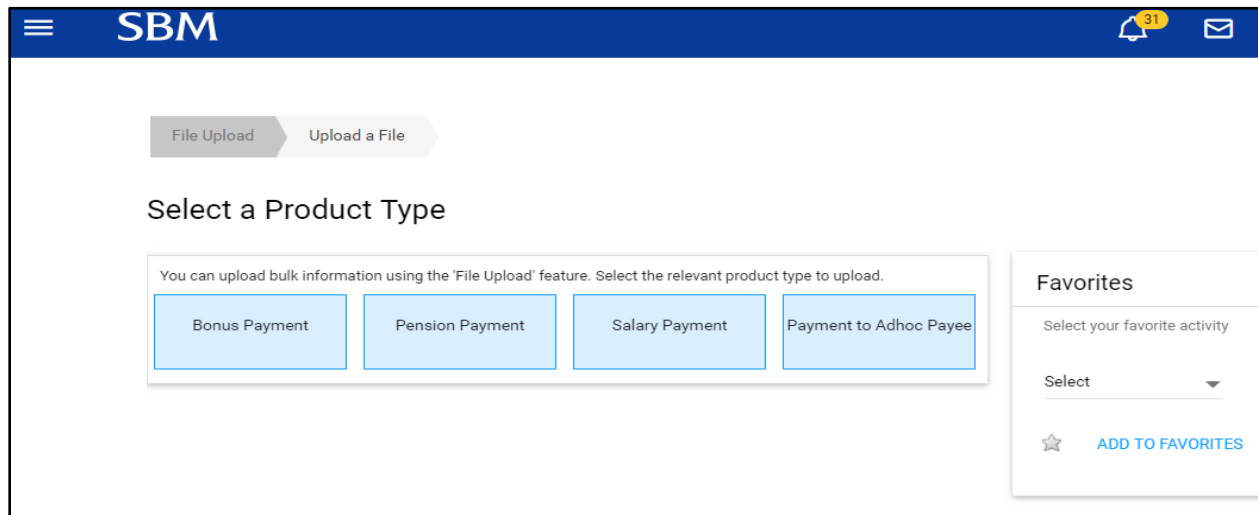 SBM
31
File Upload
Upload a File
Select a Product Type
You can upload bulk information using the 'File Upload' feature. Select the relevant product type to upload.
Bonus Payment
Pension Payment
Salary Payment
Payment to Adhoc Payee
Favorites
Select your favorite activity
Select
ADD TO FAVORITES